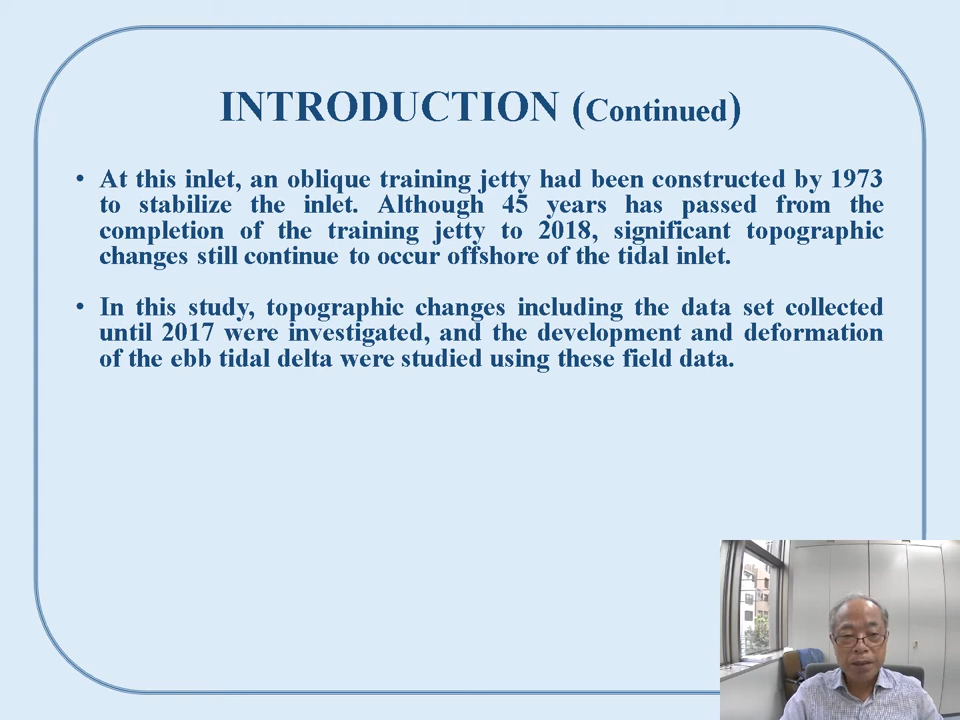 INTRODUCTION (Continued)
• At this inlet, an oblique training jetty had been constructed by 1973
to stabilize the inlet. Although 45 years has passed from the
completion of the training jetty to 2018, significant topographic
changes still continue to occur offshore of the tidal inlet.
• In this study, topographic changes including the data set collected
until 2017 were investigated, and the development and deformation
of the ebb tidal delta were studied using these field data.